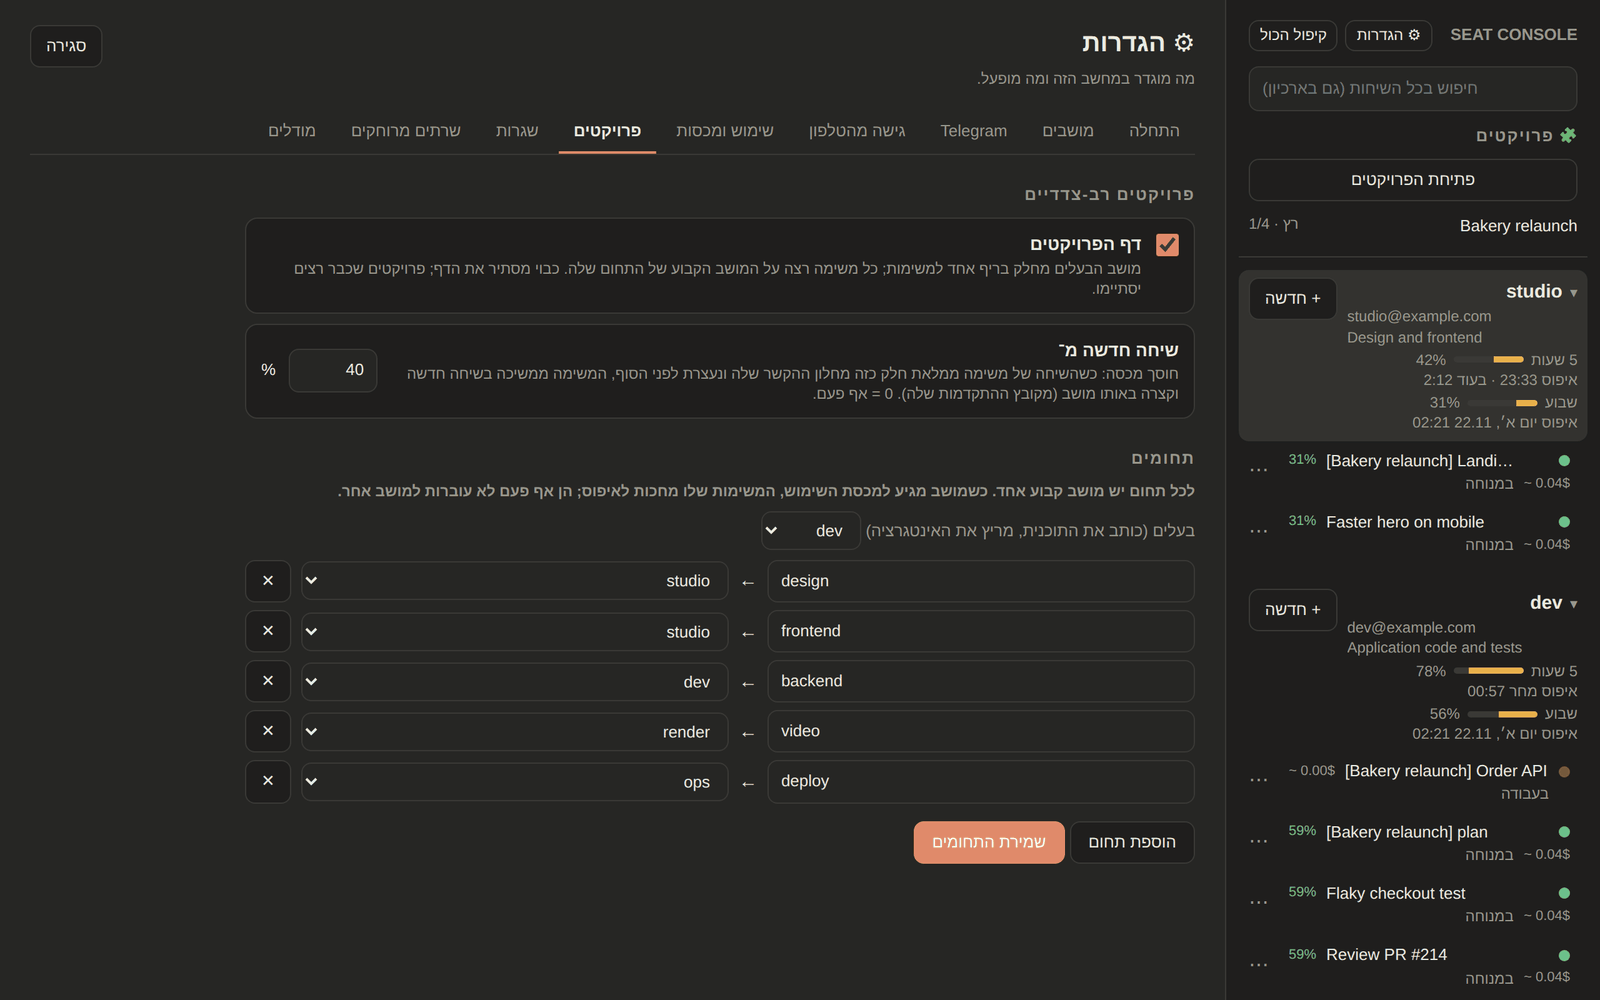 SEAT CONSOLE
⚙ הגדרות
קיפול הכול
חיפוש בכל השיחות (גם בארכיון)
🧩 פרויקטים
פתיחת הפרויקטים
Bakery relaunch
רץ · 1/4
▾ studio
+ חדשה
studio@example.com
Design and frontend
5 שעות 42%
איפוס 23:33 · בעוד 2:12
שבוע 31%
איפוס יום א׳, 22.11 02:21
[Bakery relaunch] Landi…
31%
…
במנוחה
~ 0.04$
Faster hero on mobile
31%
…
במנוחה
~ 0.04$
▾ dev
+ חדשה
dev@example.com
Application code and tests
5 שעות 78%
איפוס מחר 00:57
שבוע 56%
איפוס יום א׳, 22.11 02:21
[Bakery relaunch] Order API
~ 0.00$
…
בעבודה
[Bakery relaunch] plan
59%
…
במנוחה
~ 0.04$
Flaky checkout test
59%
…
במנוחה
~ 0.04$
Review PR #214
59%
…
במנוחה
~ 0.04$
⚙ הגדרות
סגירה
מה מוגדר במחשב הזה ומה מופעל.
התחלה
מושבים
Telegram
גישה מהטלפון
שימוש ומכסות
פרויקטים
שגרות
שרתים מרוחקים
מודלים
פרויקטים רב-צדדיים
דף הפרויקטים
מושב הבעלים מחלק בריף אחד למשימות; כל משימה רצה על המושב הקבוע של התחום שלה. כבוי מסתיר את הדף; פרויקטים שכבר רצים
יסתיימו.
שיחה חדשה מ־
חוסך מכסה: כשהשיחה של משימה ממלאת חלק כזה מחלון ההקשר שלה ונעצרת לפני הסוף, המשימה ממשיכה בשיחה חדשה
וקצרה באותו מושב (מקובץ ההתקדמות שלה). 0 = אף פעם.
40
%
תחומים
לכל תחום יש מושב קבוע אחד. כשמושב מגיע למכסת השימוש, המשימות שלו מחכות לאיפוס; הן אף פעם לא עוברות למושב אחר.
בעלים (כותב את התוכנית, מריץ את האינטגרציה) dev
design ← studio ✕
frontend ← studio ✕
backend ← dev ✕
video ← render ✕
deploy ← ops ✕
הוספת תחום
שמירת התחומים